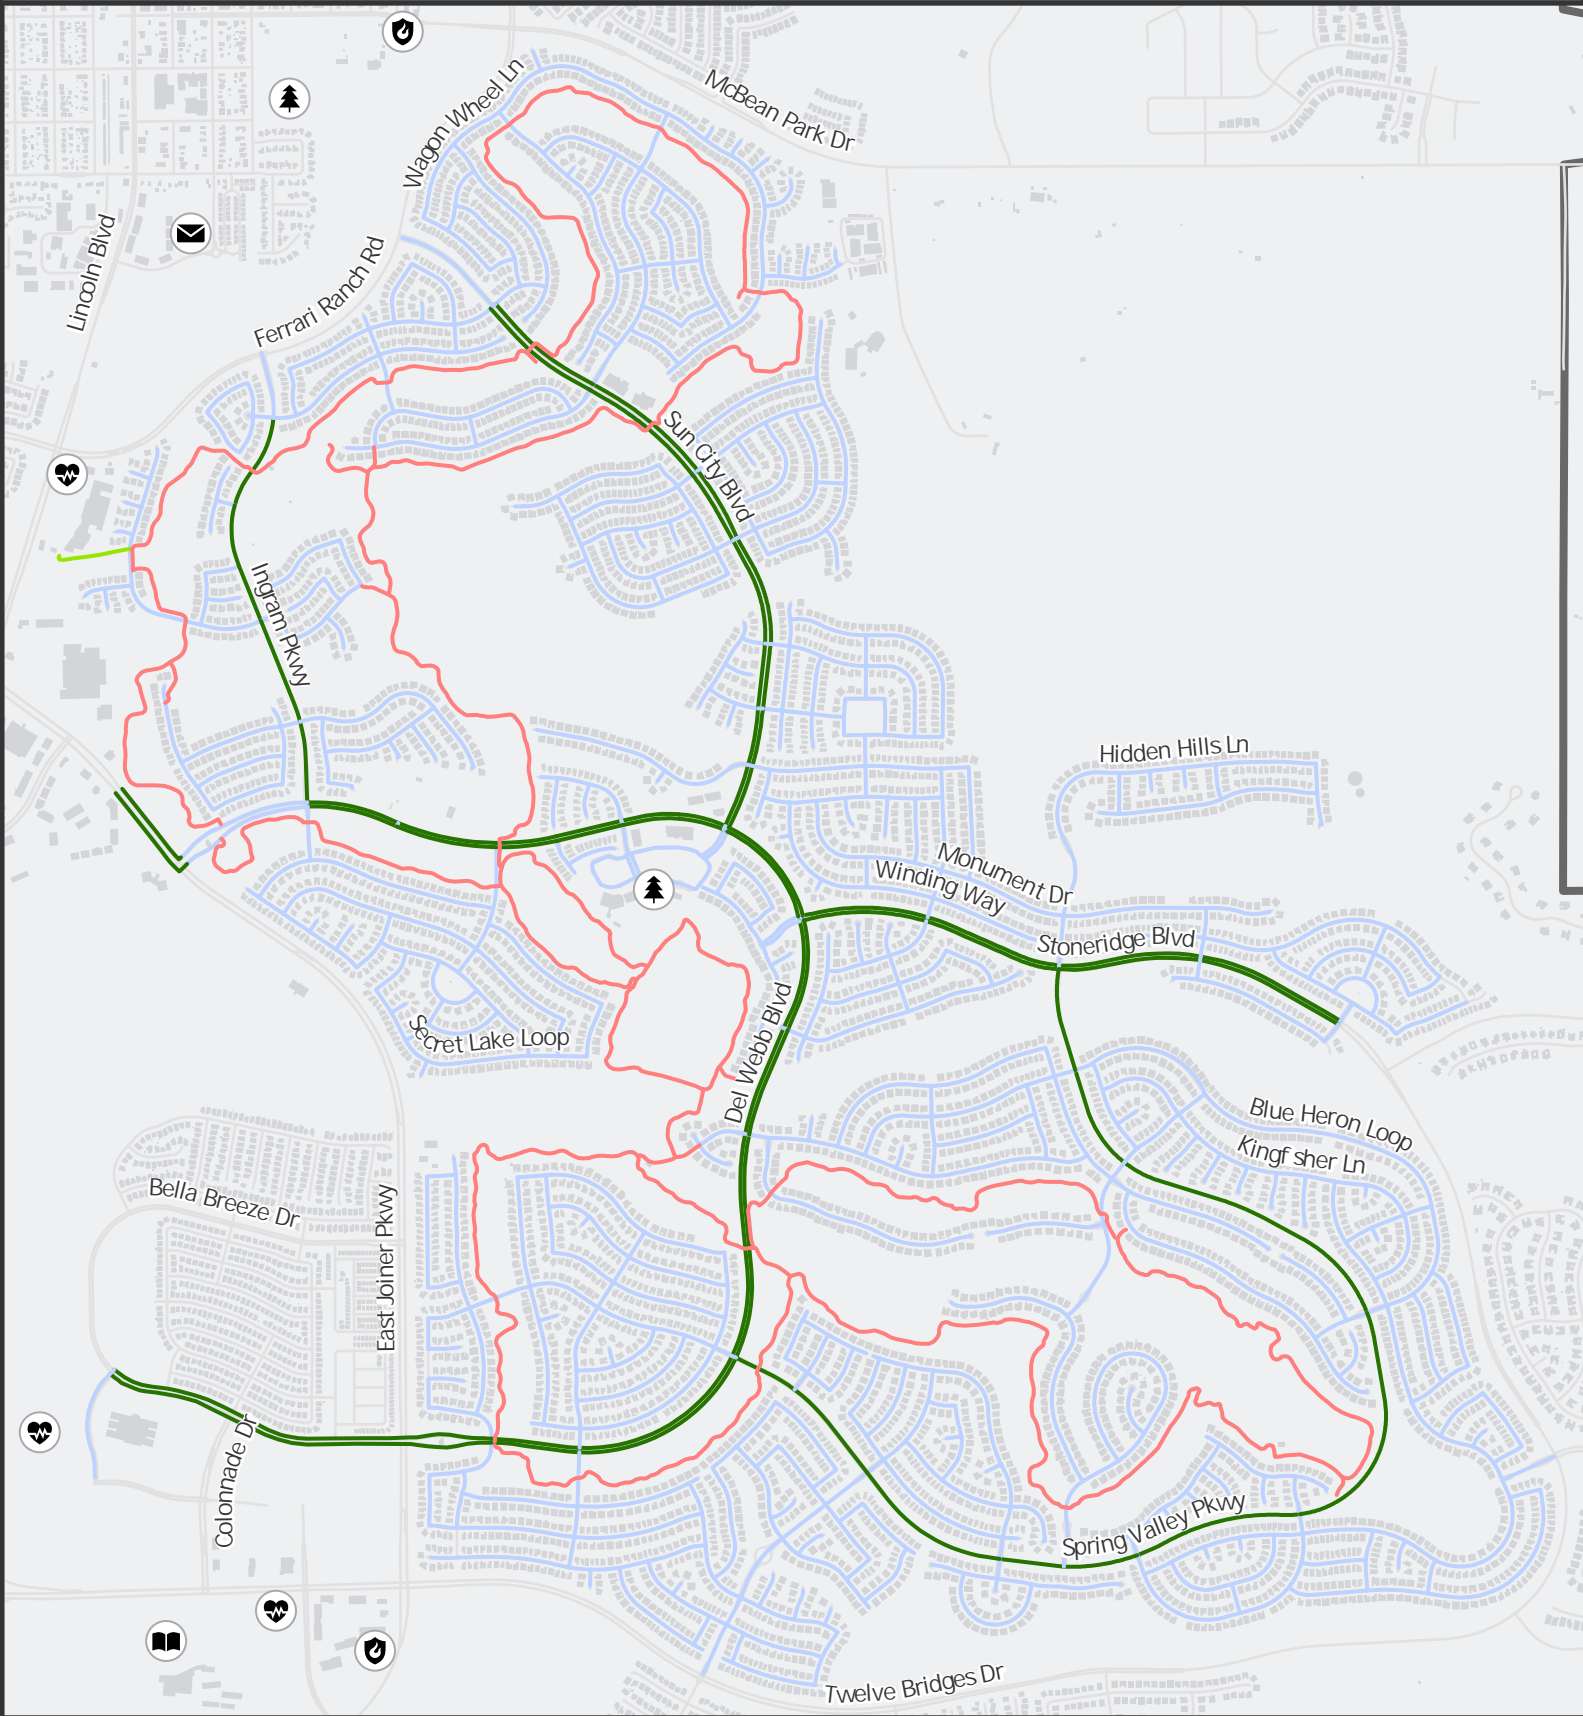 McBean Park Dr
Wagon Wheel Ln
Lincoln Blvd
Ferrari Ranch Rd
Sun City Blvd
Ingram Pkwy
Hidden Hills Ln
Monument Dr
Winding Way
Stoneridge Blvd
Secret Lake Loop
Del Webb Blvd
Blue Heron Loop
Kingf sher Ln
Bella Breeze Dr
East Joiner Pkwy
Colonnade Dr
Spring Valley Pkwy
Twelve Bridges Dr